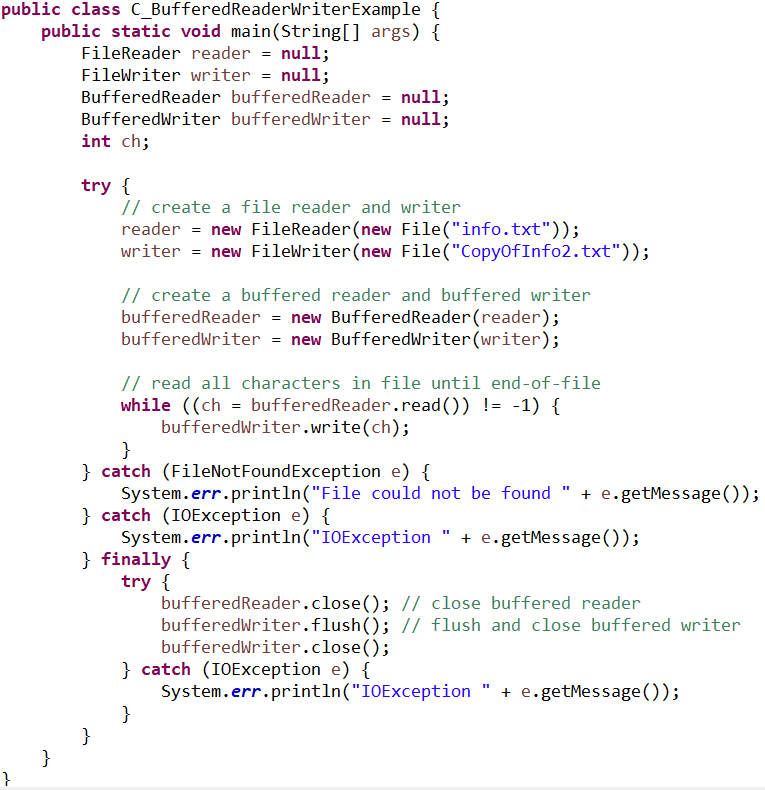 public class C_BufferedReaderWriterExample {
    public static void main(String[] args) {
        FileReader reader = null;
        FileWriter writer = null;
        BufferedReader bufferedReader = null;
        BufferedWriter bufferedWriter = null;
        int ch;

        try {
            // create a file reader and writer
            reader = new FileReader(new File("info.txt"));
            writer = new FileWriter(new File("CopyOfInfo2.txt"));

            // create a buffered reader and buffered writer
            bufferedReader = new BufferedReader(reader);
            bufferedWriter = new BufferedWriter(writer);

            // read all characters in file until end-of-file
            while ((ch = bufferedReader.read()) != -1) {
                bufferedWriter.write(ch);
            }
        } catch (FileNotFoundException e) {
            System.err.println("File could not be found " + e.getMessage());
        } catch (IOException e) {
            System.err.println("IOException " + e.getMessage());
        } finally {
            try {
                bufferedReader.close(); // close buffered reader
                bufferedWriter.flush(); // flush and close buffered writer
                bufferedWriter.close();
            } catch (IOException e) {
                System.err.println("IOException " + e.getMessage());
            }
        }
    }
}